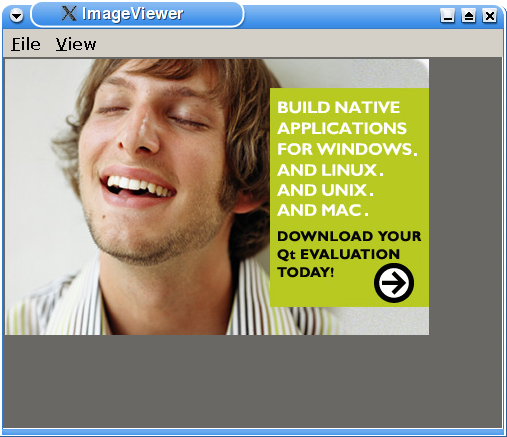 ImageViewer
File View
BUILD NATIVE
APPLICATIONS
FOR WINDOWS.
AND LINUX.
AND UNIX.
AND MAC.
DOWNLOAD YOUR
Qt EVALUATION
TODAY!